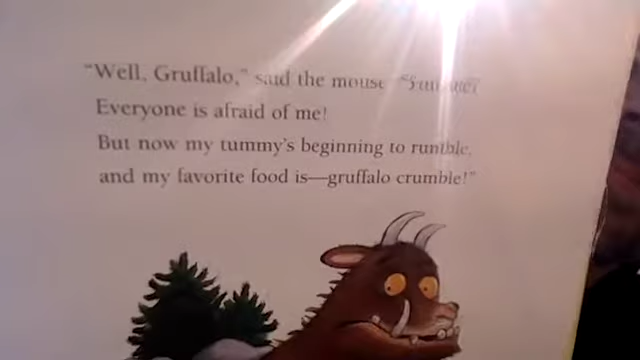 "Well, Gruffalo," said the mouse
Everyone is afraid of me!
But now my tummy's beginning to rumble,
and my favorite food is—gruffalo crumble!"